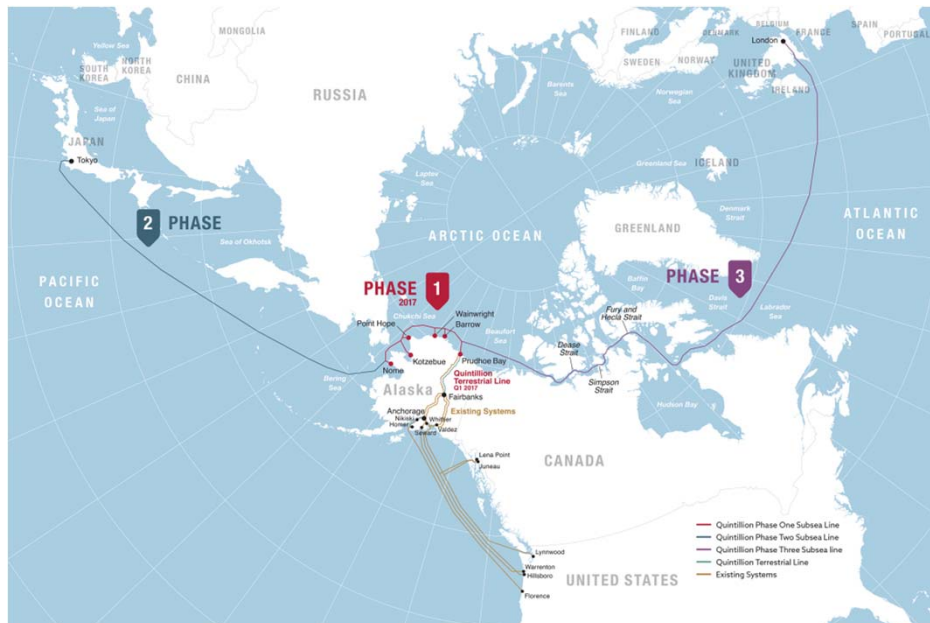 MONGOLIA
Yellow Sea
NORTH
KOREA
SOUTH
KOREA
CHINA
RUSSIA
Sea of
Japan
JAPAN
Tokyo
2 PHASE
Sea of Okhotsk
PACIFIC
OCEAN
FINLAND
SWEDEN
NORWAY
DENMARK
BELGIUM
FRANCE
SPAIN
PORTUGAL
London
UNITED
KINGDOM
IRELAND
Barents
Sea
Norwegian
Sea
Greenland Sea
ICELAND
Laptev
Sea
ARCTIC OCEAN
GREENLAND
Denmark
Strait
ATLANTIC
OCEAN
Baffin
Bay
PHASE 3
Davis
Strait
Labrador
Sea
PHASE 1
2017
Chukchi Sea
Point Hope
Wainwright
Barrow
Beaufort
Sea
Fury and
Hecla Strait
Dease
Strait
Simpson
Strait
Kotzebue
Prudhoe Bay
Nome
Bering
Sea
Quintillion
Terrestrial Line
Q1 2017
Alaska
Fairbanks
Hudson Bay
Anchorage
Existing Systems
Nikiski
Whittier
Homer
Seward
Valdez
Lena Point
Juneau
CANADA
Lynnwood
Warrenton
Hillsboro
Florence
UNITED STATES
Quintillion Phase One Subsea Line
Quintillion Phase Two Subsea Line
Quintillion Phase Three Subsea line
Quintillion Terrestrial Line
Existing Systems